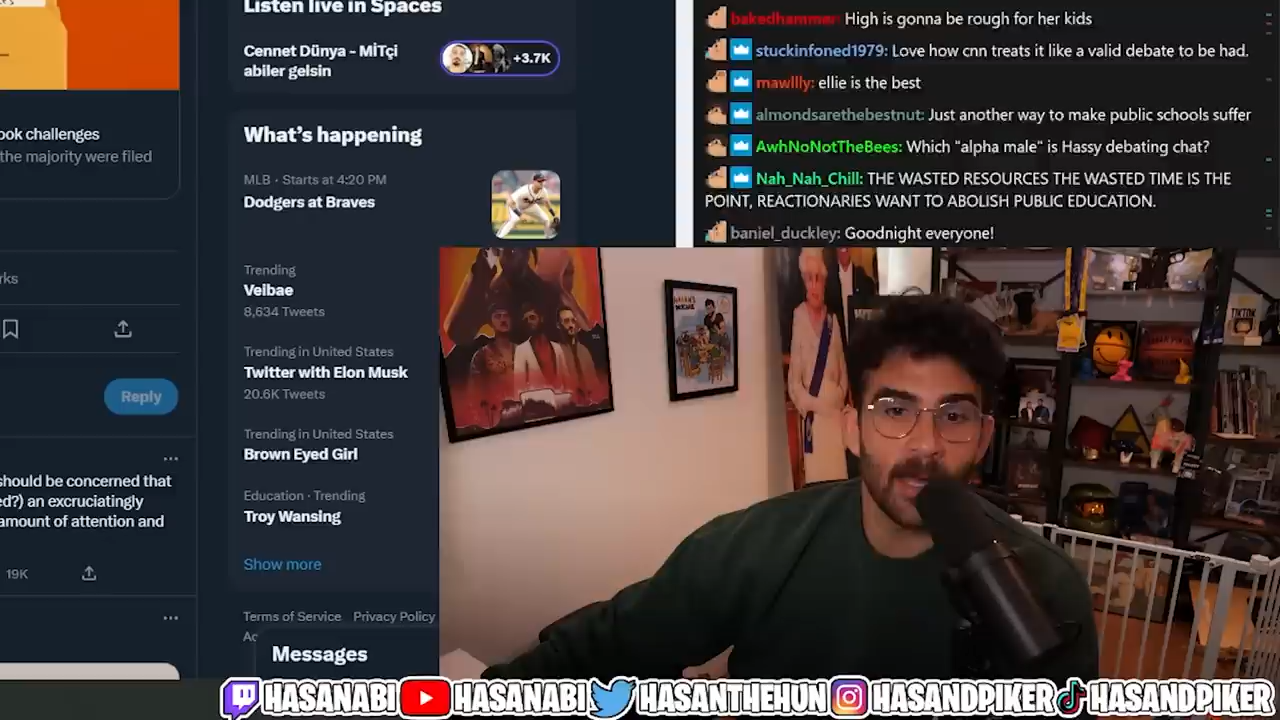 Listen live in Spaces
Cennet Dünya - MİTçi
abiler gelsin
+3.7K
ook challenges
the majority were filed
What's happening
MLB · Starts at 4:20 PM
Dodgers at Braves
rks
Trending
Velbae
8,634 Tweets
Trending in United States
Twitter with Elon Musk
20.6K Tweets
Reply
Trending in United States
Brown Eyed Girl
should be concerned that
ed?) an excruciatingly
amount of attention and
Education · Trending
Troy Wansing
19K
Show more
Terms of Service Privacy Policy
Messages
bakedhammer: High is gonna be rough for her kids
stuckinfoned1979: Love how cnn treats it like a valid debate to be had.
mawllly: ellie is the best
almondsarethebestnut: Just another way to make public schools suffer
AwhNoNotTheBees: Which "alpha male" is Hassy debating chat?
Nah_Nah_Chill: THE WASTED RESOURCES THE WASTED TIME IS THE
POINT, REACTIONARIES WANT TO ABOLISH PUBLIC EDUCATION.
baniel_duckley: Goodnight everyone!
HASANABI HASANABI HASANTHEHUN HASANDPIKER HASANDPIKER